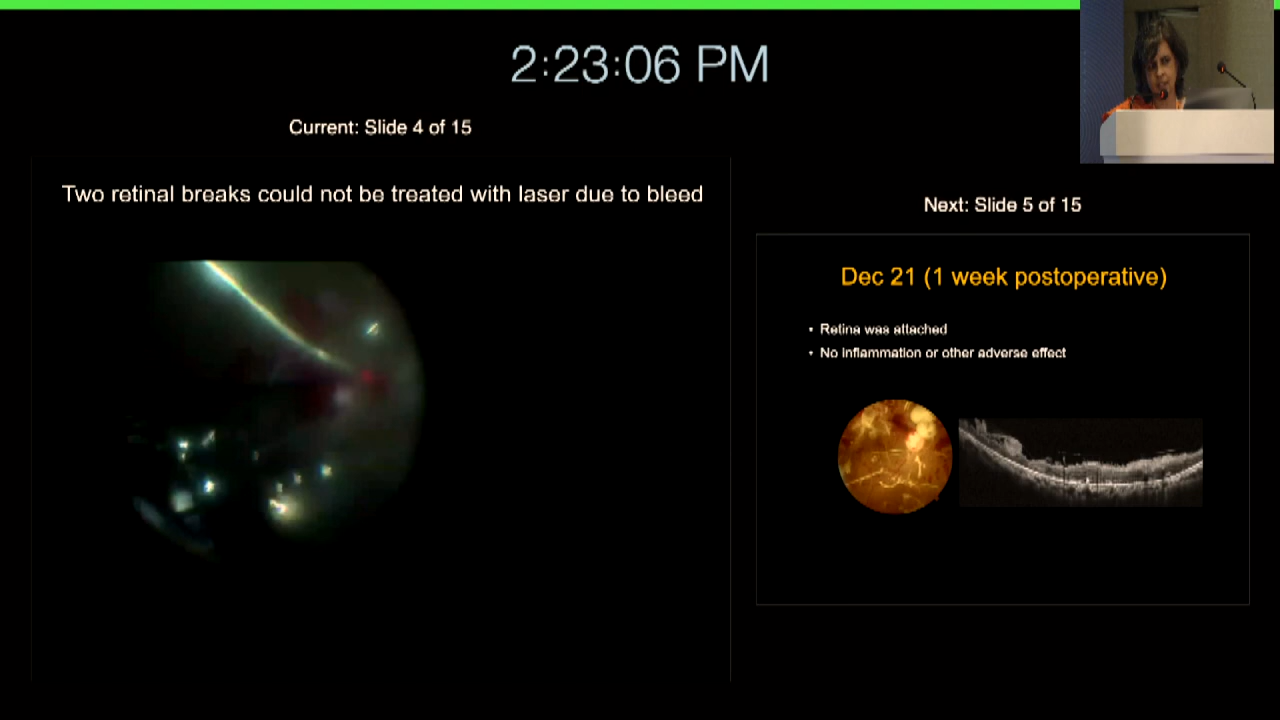 2:23:06 PM
Current: Slide 4 of 15
Two retinal breaks could not be treated with laser due to bleed
Next: Slide 5 of 15
Dec 21 (1 week postoperative)
• Retina was attached
• No inflammation or other adverse effect